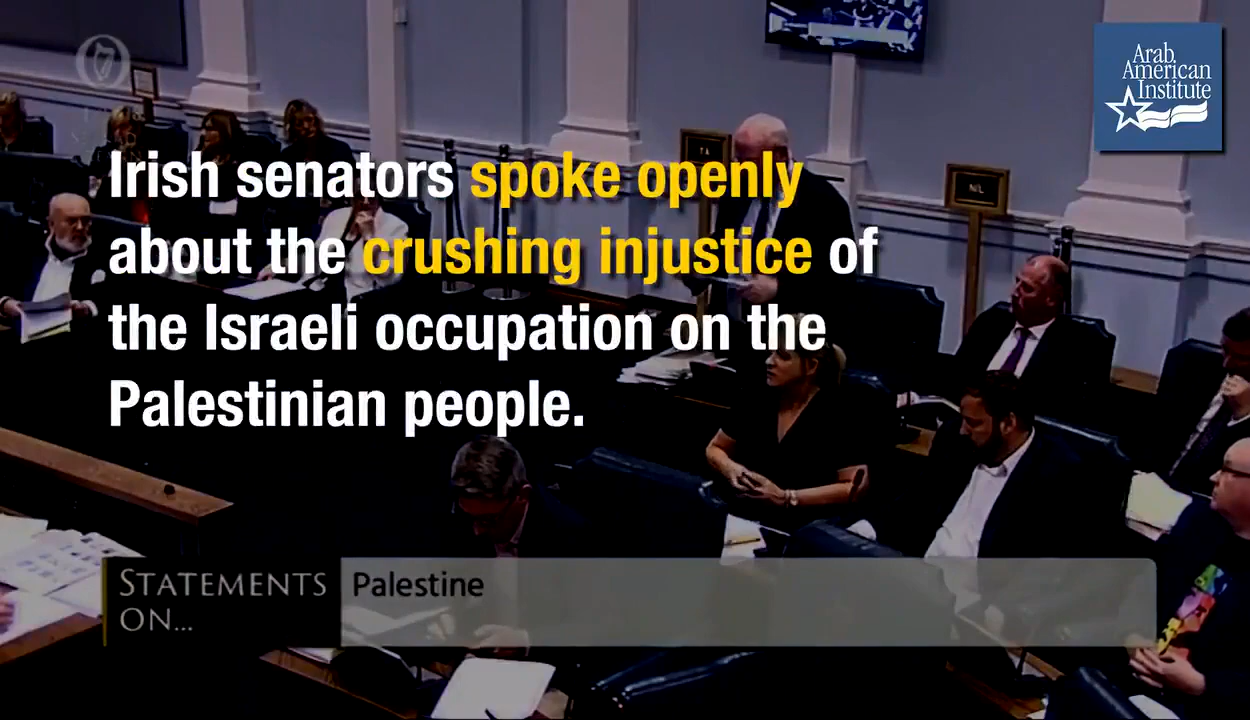 Arab
American
Institute
Irish senators spoke openly
about the crushing injustice of
the Israeli occupation on the
Palestinian people.
STATEMENTS
ON...
Palestine